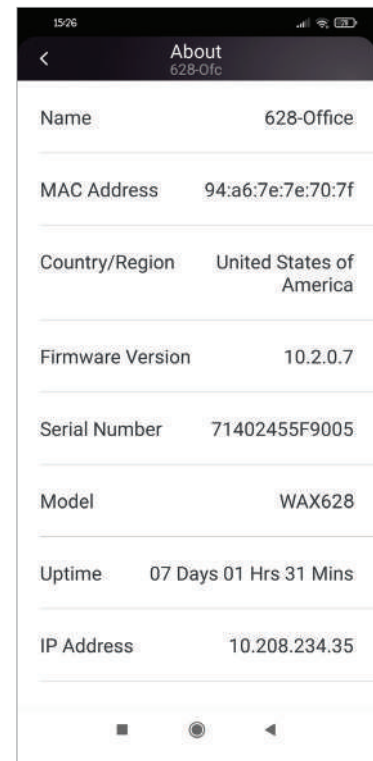 15:26
About
628-Ofc
Name 628-Office
MAC Address 94:a6:7e:7e:70:7f
Country/Region United States of
America
Firmware Version 10.2.0.7
Serial Number 71402455F9005
Model WAX628
Uptime 07 Days 01 Hrs 31 Mins
IP Address 10.208.234.35